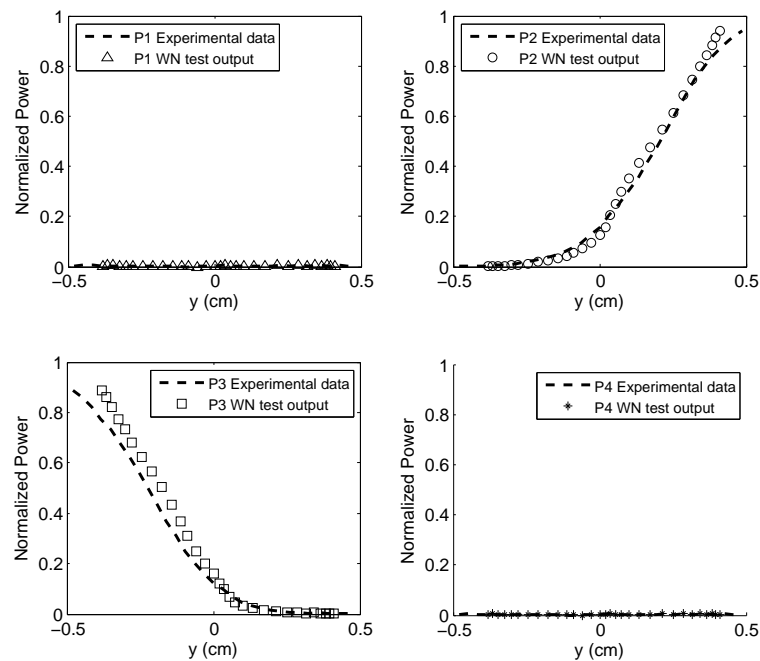 1
0.8
0.6
0.4
0.2
0
−0.5
0
0.5
Normalized Power
y (cm)
P1 Experimental data
P1 WN test output
1
0.8
0.6
0.4
0.2
0
−0.5
0
0.5
Normalized Power
y (cm)
P2 Experimental data
P2 WN test output
1
0.8
0.6
0.4
0.2
0
−0.5
0
0.5
Normalized Power
y (cm)
P3 Experimental data
P3 WN test output
1
0.8
0.6
0.4
0.2
0
−0.5
0
0.5
Normalized Power
y (cm)
P4 Experimental data
P4 WN test output